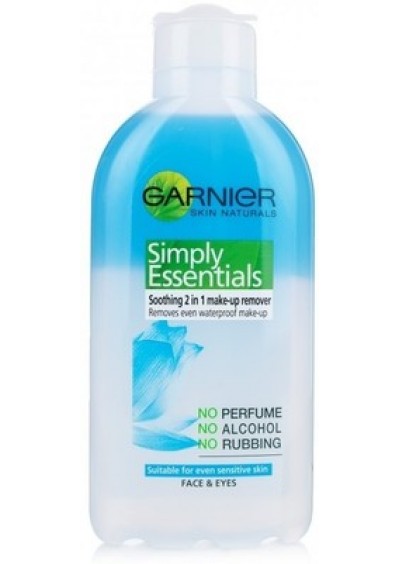 GARNIER
SKIN NATURALS
Simply
Essentials
Soothing 2 in 1 make-up remover
Removes even waterproof make-up
NO PERFUME
NO ALCOHOL
NO RUBBING
Suitable for even sensitive skin
FACE & EYES